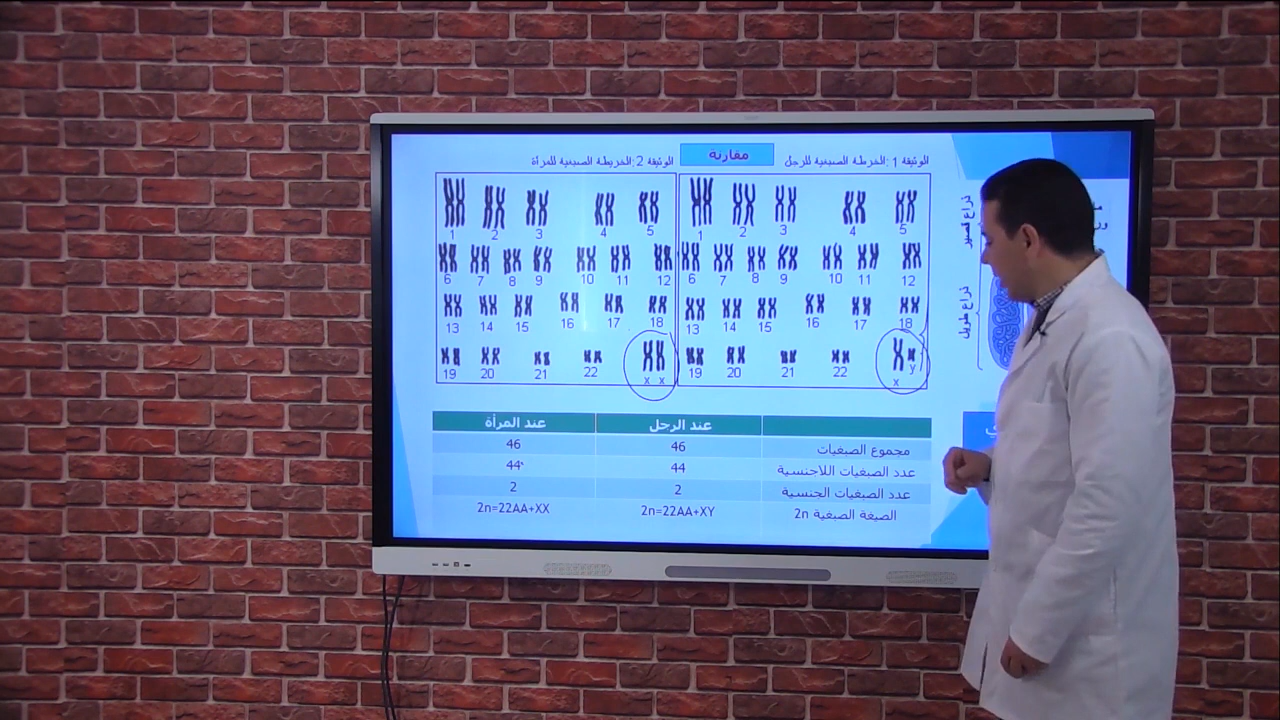 مقارنة
الوثيقة 1 :الخريطة الصبغية للرجل
الوثيقة 2 :الخريطة الصبغية للمرأة
1 2 3 4 5
6 7 8 9 10 11 12
13 14 15 16 17 18
19 20 21 22 x y
1 2 3 4 5
6 7 8 9 10 11 12
13 14 15 16 17 18
19 20 21 22 x x
ذراع قصير
ذراع طويل
عند الرجل عند المرأة
مجموع الصبغيات 46 46
عدد الصبغيات اللاجنسية 44 44
عدد الصبغيات الجنسية 2 2
الصيغة الصبغية 2n 2n=22AA+XY 2n=22AA+XX